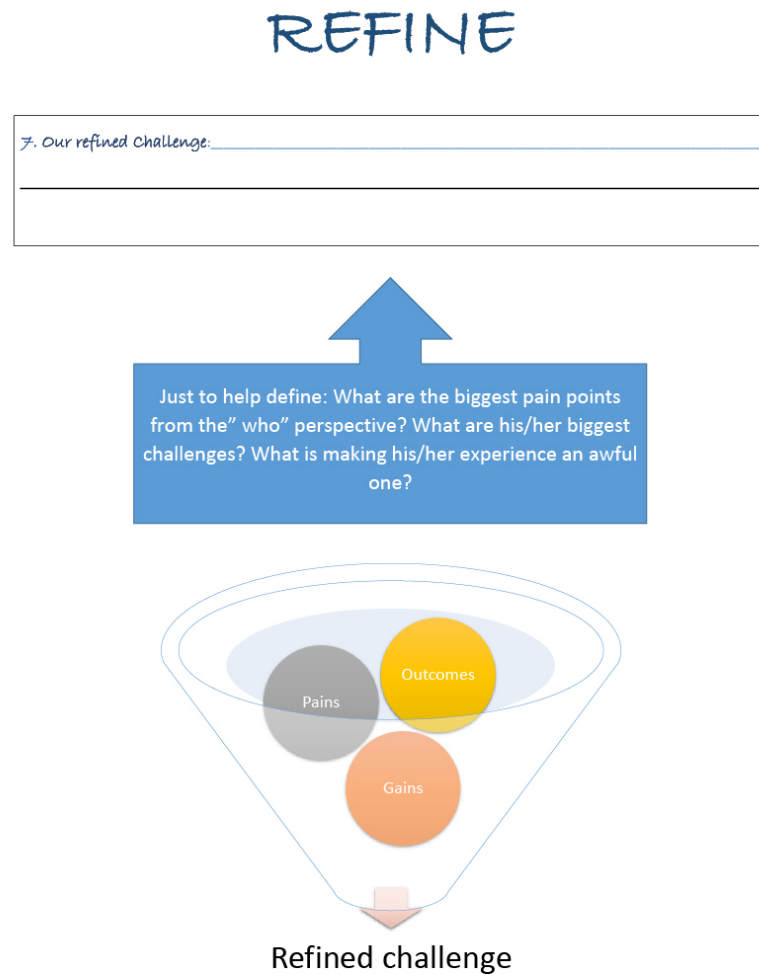 REFINE
7. Our refined Challenge:
Just to help define: What are the biggest pain points
from the” who” perspective? What are his/her biggest
challenges? What is making his/her experience an awful
one?
Outcomes
Pains
Gains
Refined challenge